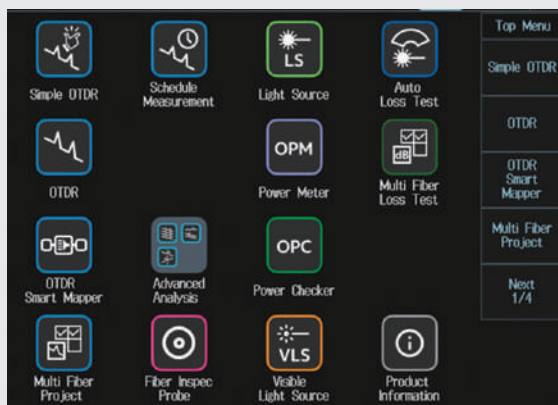 Top Menu
LS
Simple OTDR
Schedule
Measurement
Light Source
Auto
Loss Test
Simple OTDR
OPM
dB
OTDR
Power Meter
Multi Fiber
Loss Test
OTDR
OPC
OTDR
Smart Mapper
Advanced
Analysis
Power Checker
OTDR
Smart
Mapper
VLS
Multi Fiber
Project
Fiber Inspec
Probe
Visible
Light Source
Product
Information
Multi Fiber
Project
Next
1/4